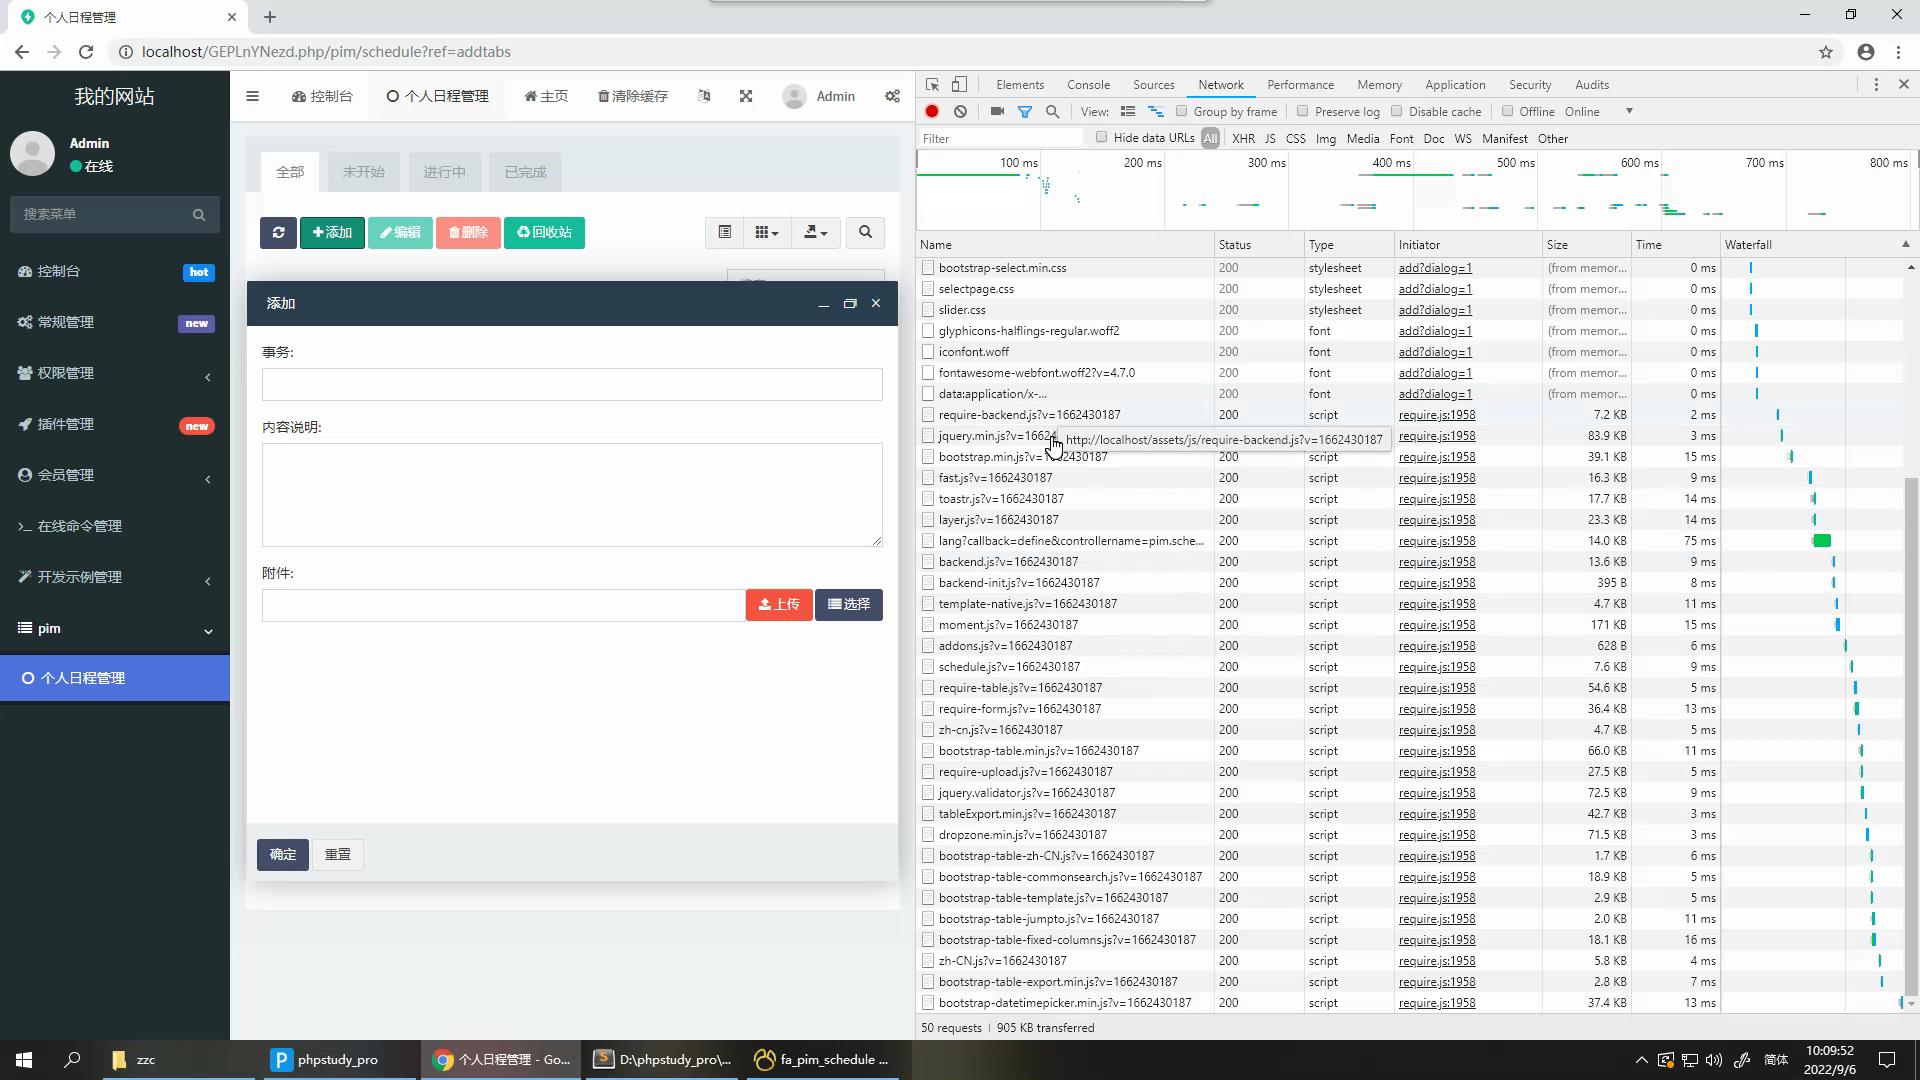 个人日程管理
localhost/GEPLnYNezd.php/pim/schedule?ref=addtabs
我的网站
Admin
在线
搜索菜单
控制台 hot
常规管理 new
权限管理
插件管理 new
会员管理
在线命令管理
开发示例管理
pim
个人日程管理
控制台 个人日程管理 主页 清除缓存 Admin
全部 未开始 进行中 已完成
添加 编辑 删除 回收站
添加
事务:
内容说明:
附件:
上传 选择
确定 重置
Elements Console Sources Network Performance Memory Application Security Audits
View: Group by frame Preserve log Disable cache Offline Online
Filter Hide data URLs All XHR JS CSS Img Media Font Doc WS Manifest Other
100 ms 200 ms 300 ms 400 ms 500 ms 600 ms 700 ms 800 ms
Name Status Type Initiator Size Time Waterfall
bootstrap-select.min.css 200 stylesheet add?dialog=1 (from memor... 0 ms
selectpage.css 200 stylesheet add?dialog=1 (from memor... 0 ms
slider.css 200 stylesheet add?dialog=1 (from memor... 0 ms
glyphicons-halflings-regular.woff2 200 font add?dialog=1 (from memor... 0 ms
iconfont.woff 200 font add?dialog=1 (from memor... 0 ms
fontawesome-webfont.woff2?v=4.7.0 200 font add?dialog=1 (from memor... 0 ms
data:application/x-... 200 font add?dialog=1 (from memor... 0 ms
require-backend.js?v=1662430187 200 script require.js:1958 7.2 KB 2 ms
jquery.min.js?v=16624 http://localhost/assets/js/require-backend.js?v=1662430187 require.js:1958 83.9 KB 3 ms
bootstrap.min.js?v=1662430187 200 script require.js:1958 39.1 KB 15 ms
fast.js?v=1662430187 200 script require.js:1958 16.3 KB 9 ms
toastr.js?v=1662430187 200 script require.js:1958 17.7 KB 14 ms
layer.js?v=1662430187 200 script require.js:1958 23.3 KB 14 ms
lang?callback=define&controllername=pim.sche... 200 script require.js:1958 14.0 KB 75 ms
backend.js?v=1662430187 200 script require.js:1958 13.6 KB 9 ms
backend-init.js?v=1662430187 200 script require.js:1958 395 B 8 ms
template-native.js?v=1662430187 200 script require.js:1958 4.7 KB 11 ms
moment.js?v=1662430187 200 script require.js:1958 171 KB 15 ms
addons.js?v=1662430187 200 script require.js:1958 628 B 6 ms
schedule.js?v=1662430187 200 script require.js:1958 7.6 KB 9 ms
require-table.js?v=1662430187 200 script require.js:1958 54.6 KB 5 ms
require-form.js?v=1662430187 200 script require.js:1958 36.4 KB 13 ms
zh-cn.js?v=1662430187 200 script require.js:1958 4.7 KB 5 ms
bootstrap-table.min.js?v=1662430187 200 script require.js:1958 66.0 KB 11 ms
require-upload.js?v=1662430187 200 script require.js:1958 27.5 KB 5 ms
jquery.validator.js?v=1662430187 200 script require.js:1958 72.5 KB 9 ms
tableExport.min.js?v=1662430187 200 script require.js:1958 42.7 KB 3 ms
dropzone.min.js?v=1662430187 200 script require.js:1958 71.5 KB 3 ms
bootstrap-table-zh-CN.js?v=1662430187 200 script require.js:1958 1.7 KB 6 ms
bootstrap-table-commonsearch.js?v=1662430187 200 script require.js:1958 18.9 KB 5 ms
bootstrap-table-template.js?v=1662430187 200 script require.js:1958 2.9 KB 5 ms
bootstrap-table-jumpto.js?v=1662430187 200 script require.js:1958 2.0 KB 11 ms
bootstrap-table-fixed-columns.js?v=1662430187 200 script require.js:1958 18.1 KB 16 ms
zh-CN.js?v=1662430187 200 script require.js:1958 5.8 KB 4 ms
bootstrap-table-export.min.js?v=1662430187 200 script require.js:1958 2.8 KB 7 ms
bootstrap-datetimepicker.min.js?v=1662430187 200 script require.js:1958 37.4 KB 13 ms
50 requests | 905 KB transferred
zzc phpstudy_pro 个人日程管理 - Go... D:\phpstudy_pro\... fa_pim_schedule ... 简体 10:09:52
2022/9/6